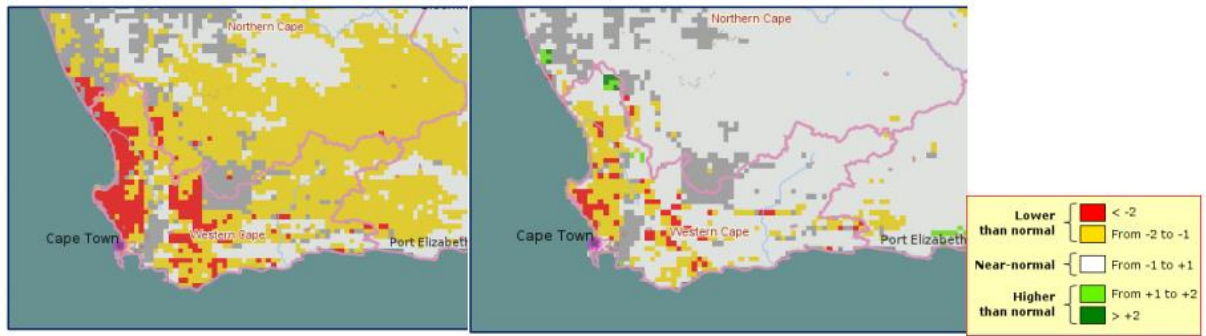 Northern Cape
Cape Town
Western Cape
Port Elizabeth
Northern Cape
Cape Town
Western Cape
Port Elizabeth
Lower
than normal
< -2
From -2 to -1
Near-normal
From -1 to +1
Higher
than normal
From +1 to +2
> +2